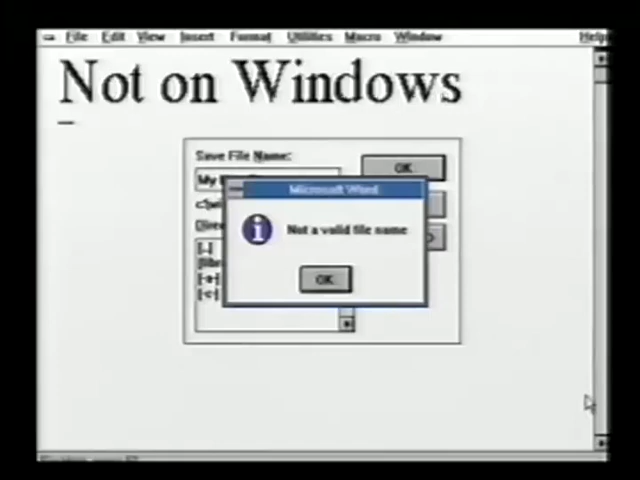 File Edit View Insert Format Utilities Macro Window Help
Not on Windows
Save File Name:
OK
My
Microsoft Word
Not a valid file name
[..]
[-a-]
[-c-]
OK